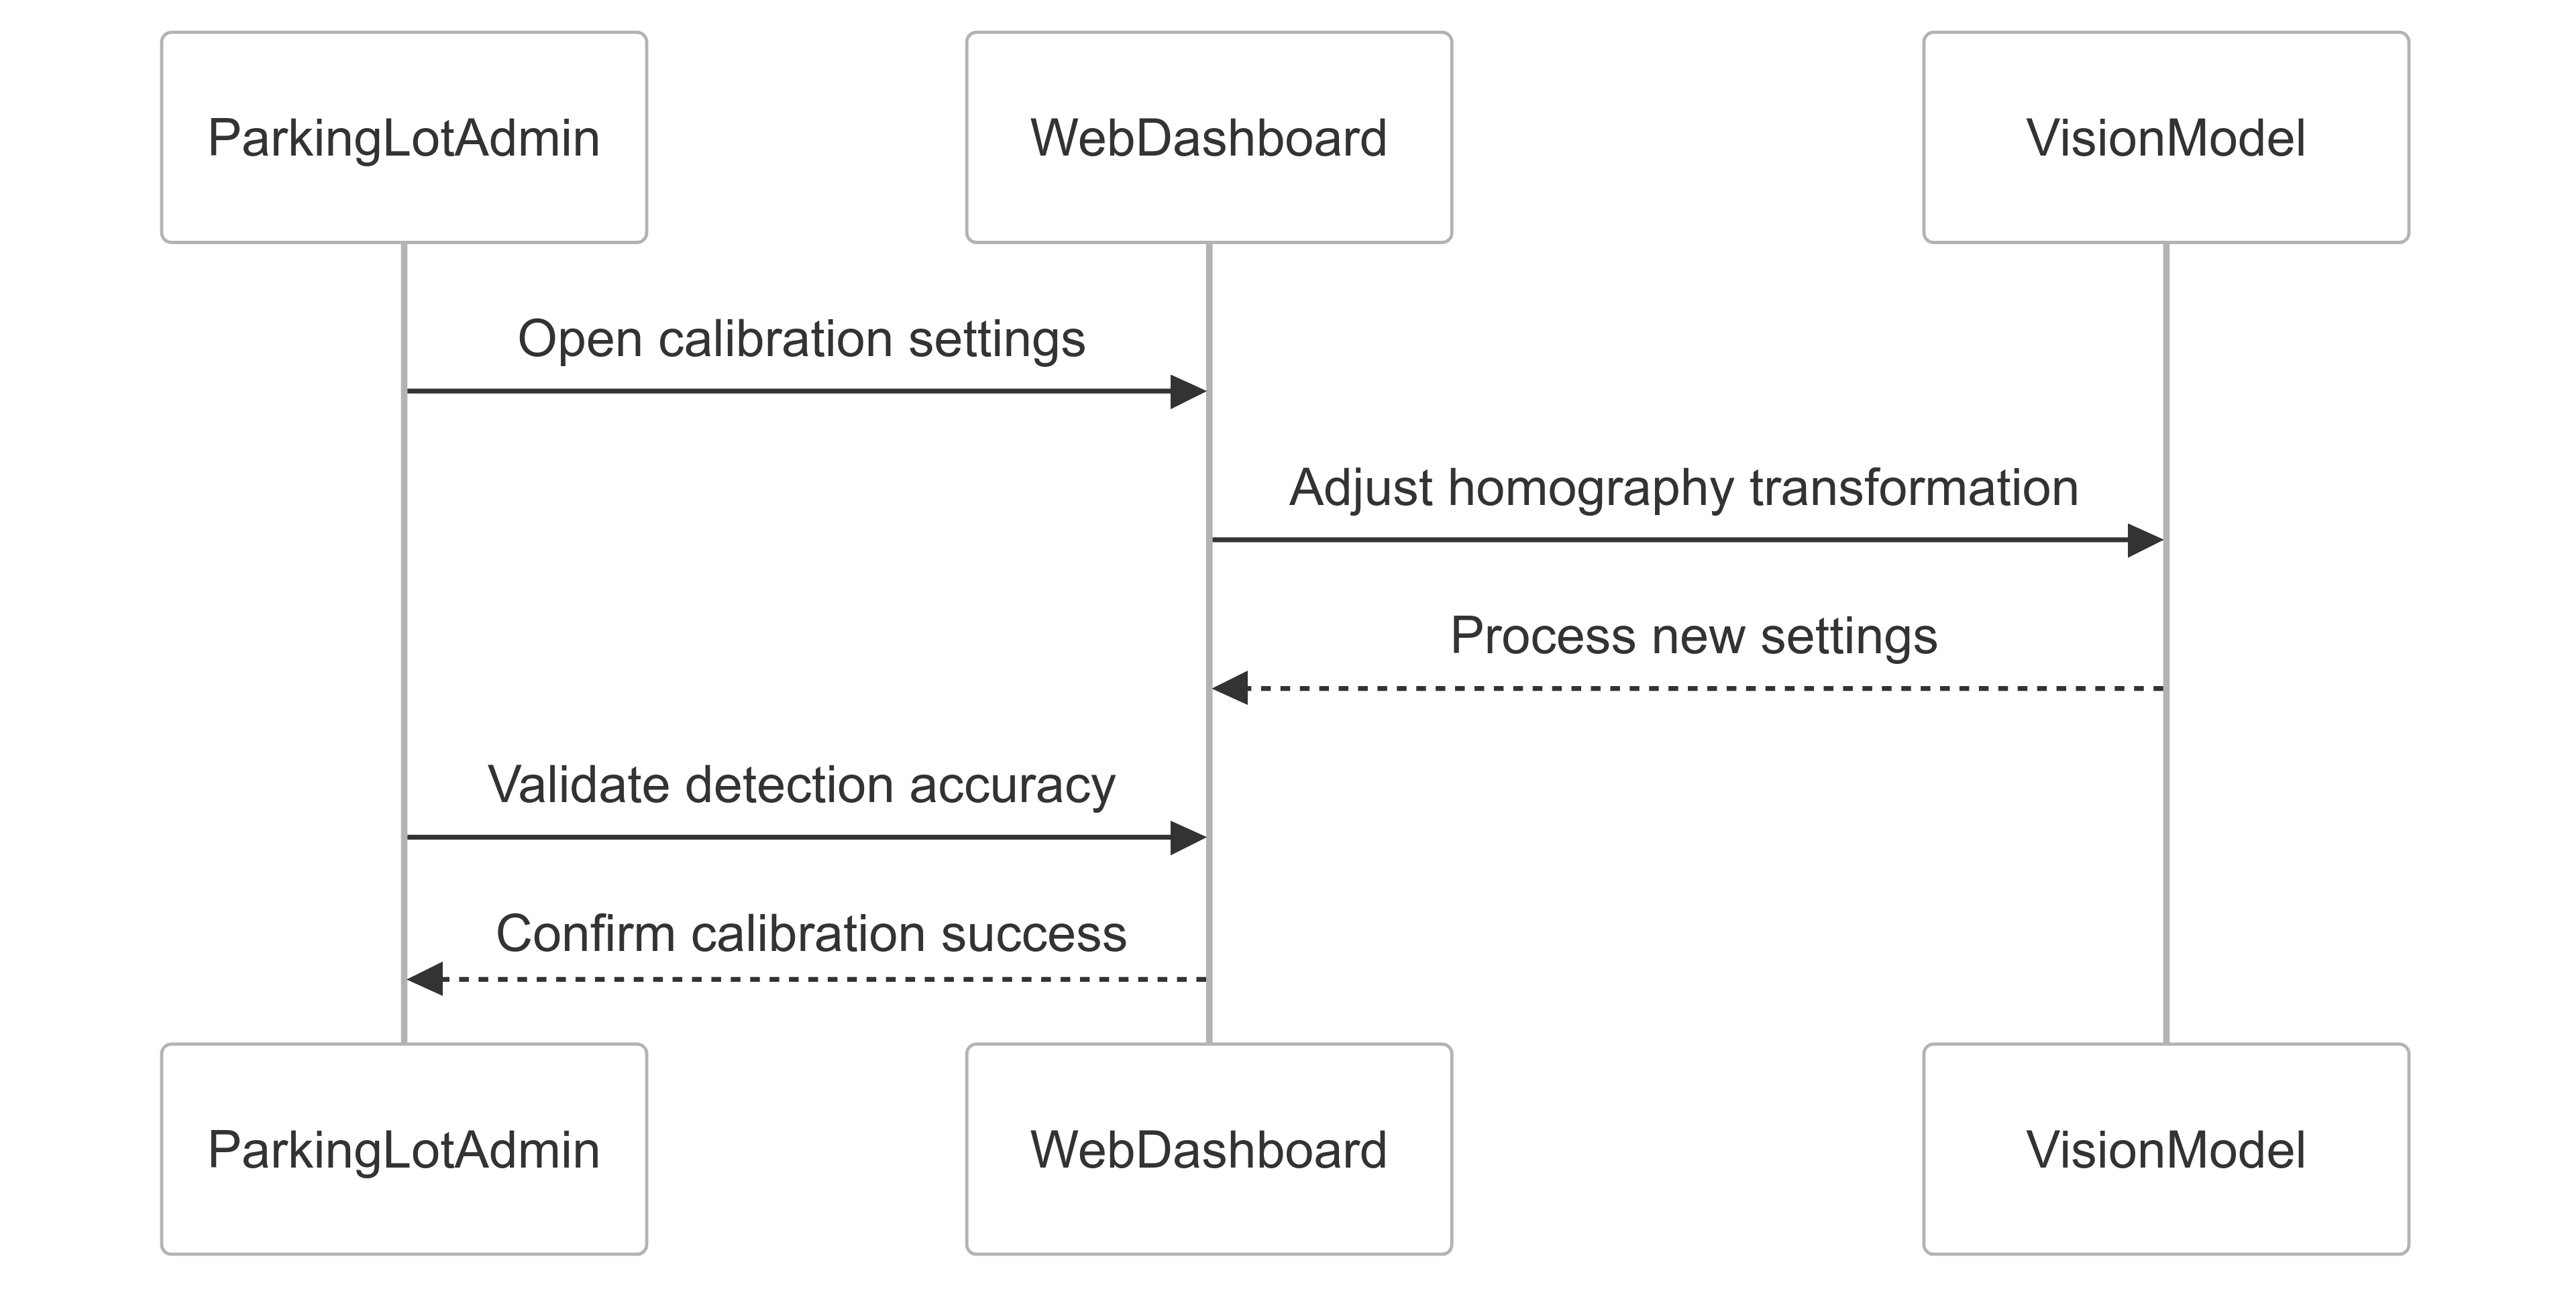 ParkingLotAdmin
WebDashboard
VisionModel
Open calibration settings
Adjust homography transformation
Process new settings
Validate detection accuracy
Confirm calibration success
ParkingLotAdmin
WebDashboard
VisionModel